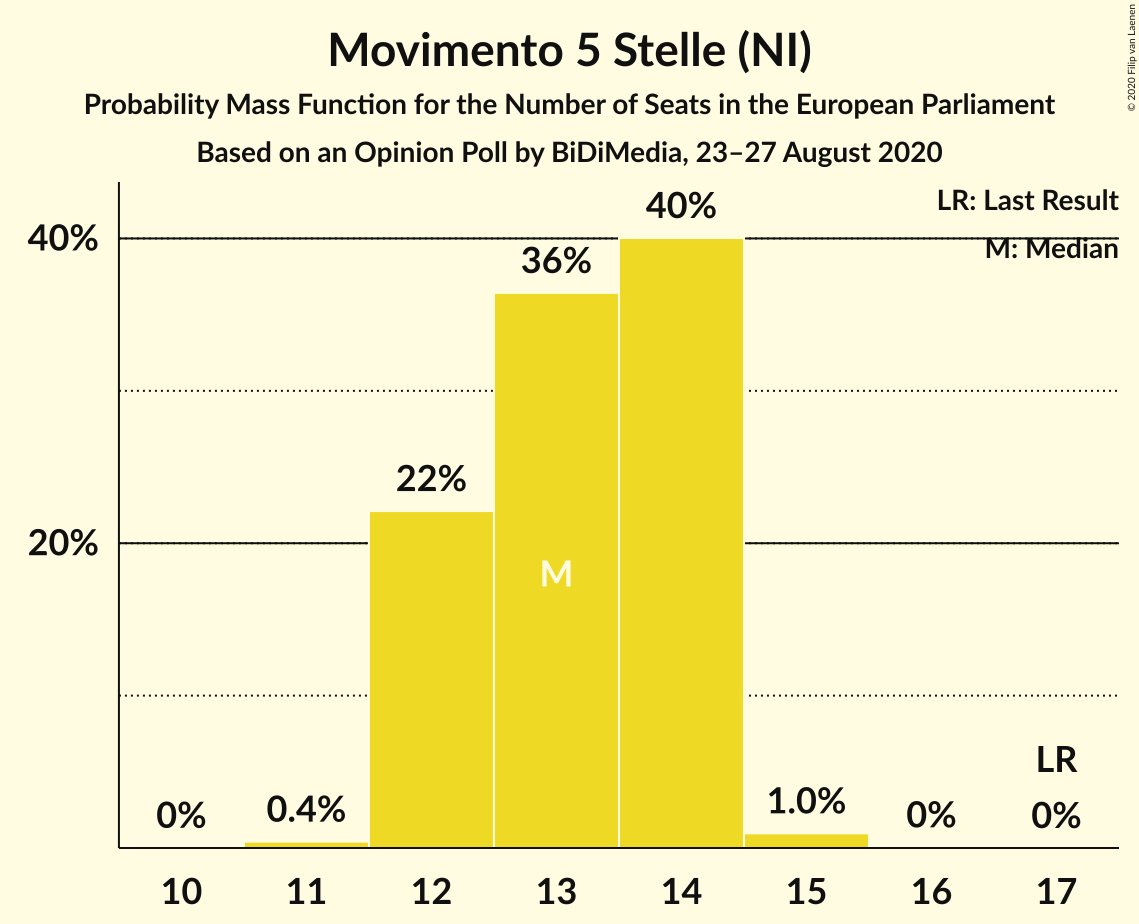 Movimento 5 Stelle (NI)
Probability Mass Function for the Number of Seats in the European Parliament
Based on an Opinion Poll by BiDiMedia, 23–27 August 2020
© 2020 Filip van Laenen
LR: Last Result
M: Median
40%
20%
0%
0.4%
22%
36%
40%
1.0%
0%
0%
M
LR
10 11 12 13 14 15 16 17